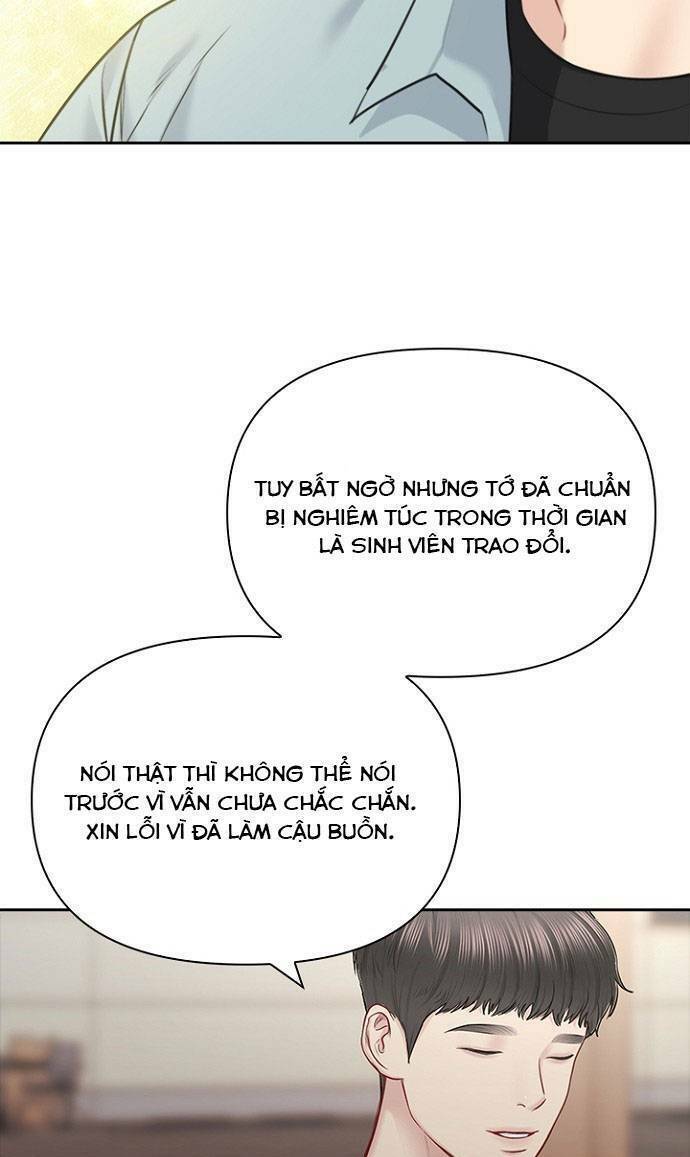 TUY BẤT NGỜ NHƯNG TỚ ĐÃ CHUẨN
BỊ NGHIÊM TÚC TRONG THỜI GIAN
LÀ SINH VIÊN TRAO ĐỔI.
NÓI THẬT THÌ KHÔNG THỂ NÓI
TRƯỚC VÌ VẪN CHƯA CHẮC CHẮN.
XIN LỖI VÌ ĐÃ LÀM CẬU BUỒN.